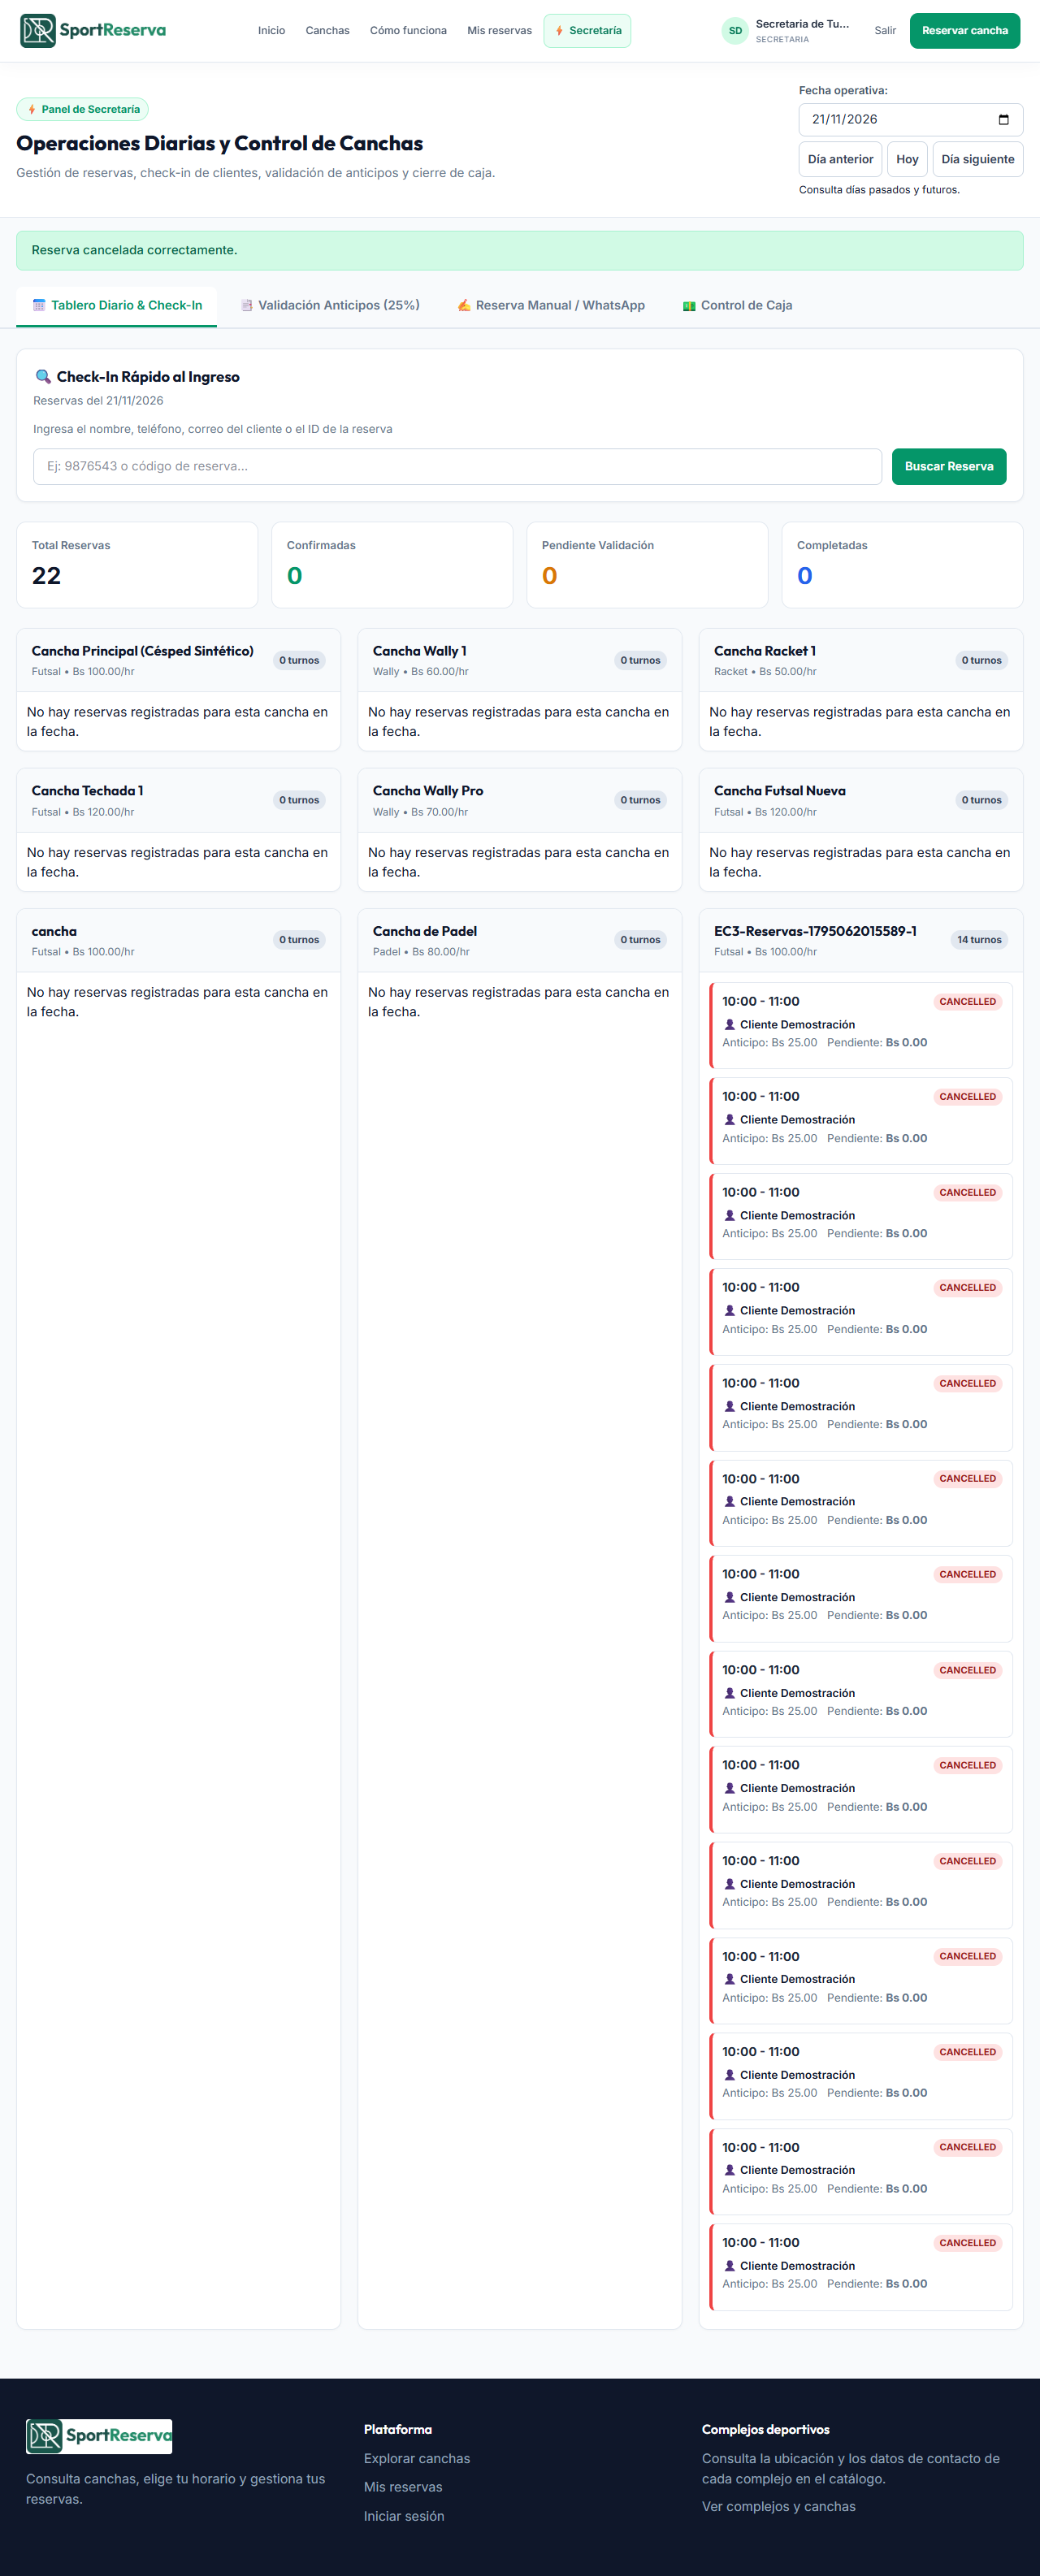 SportReserva
Inicio
Canchas
Cómo funciona
Mis reservas
Secretaría
SD
Secretaria de Tu...
SECRETARIA
Salir
Reservar cancha
Panel de Secretaría
Operaciones Diarias y Control de Canchas
Gestión de reservas, check-in de clientes, validación de anticipos y cierre de caja.
Fecha operativa:
21/11/2026
Día anterior
Hoy
Día siguiente
Consulta días pasados y futuros.
Reserva cancelada correctamente.
Tablero Diario & Check-In
Validación Anticipos (25%)
Reserva Manual / WhatsApp
Control de Caja
Check-In Rápido al Ingreso
Reservas del 21/11/2026
Ingresa el nombre, teléfono, correo del cliente o el ID de la reserva
Ej: 9876543 o código de reserva...
Buscar Reserva
Total Reservas
22
Confirmadas
0
Pendiente Validación
0
Completadas
0
Cancha Principal (Césped Sintético)
Futsal • Bs 100.00/hr
0 turnos
No hay reservas registradas para esta cancha en
la fecha.
Cancha Wally 1
Wally • Bs 60.00/hr
0 turnos
No hay reservas registradas para esta cancha en
la fecha.
Cancha Racket 1
Racket • Bs 50.00/hr
0 turnos
No hay reservas registradas para esta cancha en
la fecha.
Cancha Techada 1
Futsal • Bs 120.00/hr
0 turnos
No hay reservas registradas para esta cancha en
la fecha.
Cancha Wally Pro
Wally • Bs 70.00/hr
0 turnos
No hay reservas registradas para esta cancha en
la fecha.
Cancha Futsal Nueva
Futsal • Bs 120.00/hr
0 turnos
No hay reservas registradas para esta cancha en
la fecha.
cancha
Futsal • Bs 100.00/hr
0 turnos
No hay reservas registradas para esta cancha en
la fecha.
Cancha de Padel
Padel • Bs 80.00/hr
0 turnos
No hay reservas registradas para esta cancha en
la fecha.
EC3-Reservas-1795062015589-1
Futsal • Bs 100.00/hr
14 turnos
10:00 - 11:00 CANCELLED
Cliente Demostración
Anticipo: Bs 25.00 Pendiente: Bs 0.00
10:00 - 11:00 CANCELLED
Cliente Demostración
Anticipo: Bs 25.00 Pendiente: Bs 0.00
10:00 - 11:00 CANCELLED
Cliente Demostración
Anticipo: Bs 25.00 Pendiente: Bs 0.00
10:00 - 11:00 CANCELLED
Cliente Demostración
Anticipo: Bs 25.00 Pendiente: Bs 0.00
10:00 - 11:00 CANCELLED
Cliente Demostración
Anticipo: Bs 25.00 Pendiente: Bs 0.00
10:00 - 11:00 CANCELLED
Cliente Demostración
Anticipo: Bs 25.00 Pendiente: Bs 0.00
10:00 - 11:00 CANCELLED
Cliente Demostración
Anticipo: Bs 25.00 Pendiente: Bs 0.00
10:00 - 11:00 CANCELLED
Cliente Demostración
Anticipo: Bs 25.00 Pendiente: Bs 0.00
10:00 - 11:00 CANCELLED
Cliente Demostración
Anticipo: Bs 25.00 Pendiente: Bs 0.00
10:00 - 11:00 CANCELLED
Cliente Demostración
Anticipo: Bs 25.00 Pendiente: Bs 0.00
10:00 - 11:00 CANCELLED
Cliente Demostración
Anticipo: Bs 25.00 Pendiente: Bs 0.00
10:00 - 11:00 CANCELLED
Cliente Demostración
Anticipo: Bs 25.00 Pendiente: Bs 0.00
10:00 - 11:00 CANCELLED
Cliente Demostración
Anticipo: Bs 25.00 Pendiente: Bs 0.00
10:00 - 11:00 CANCELLED
Cliente Demostración
Anticipo: Bs 25.00 Pendiente: Bs 0.00
SportReserva
Consulta canchas, elige tu horario y gestiona tus
reservas.
Plataforma
Explorar canchas
Mis reservas
Iniciar sesión
Complejos deportivos
Consulta la ubicación y los datos de contacto de
cada complejo en el catálogo.
Ver complejos y canchas